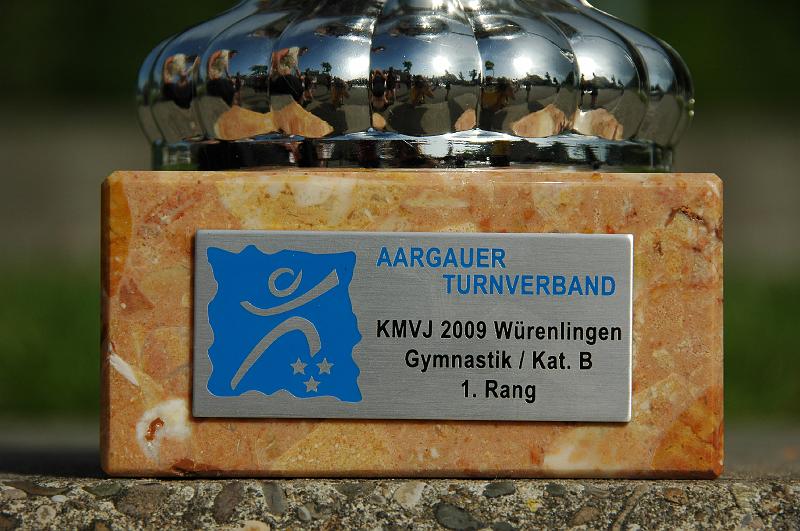 AARGAUER
TURNVERBAND
KMVJ 2009 Würenlingen
Gymnastik / Kat. B
1. Rang